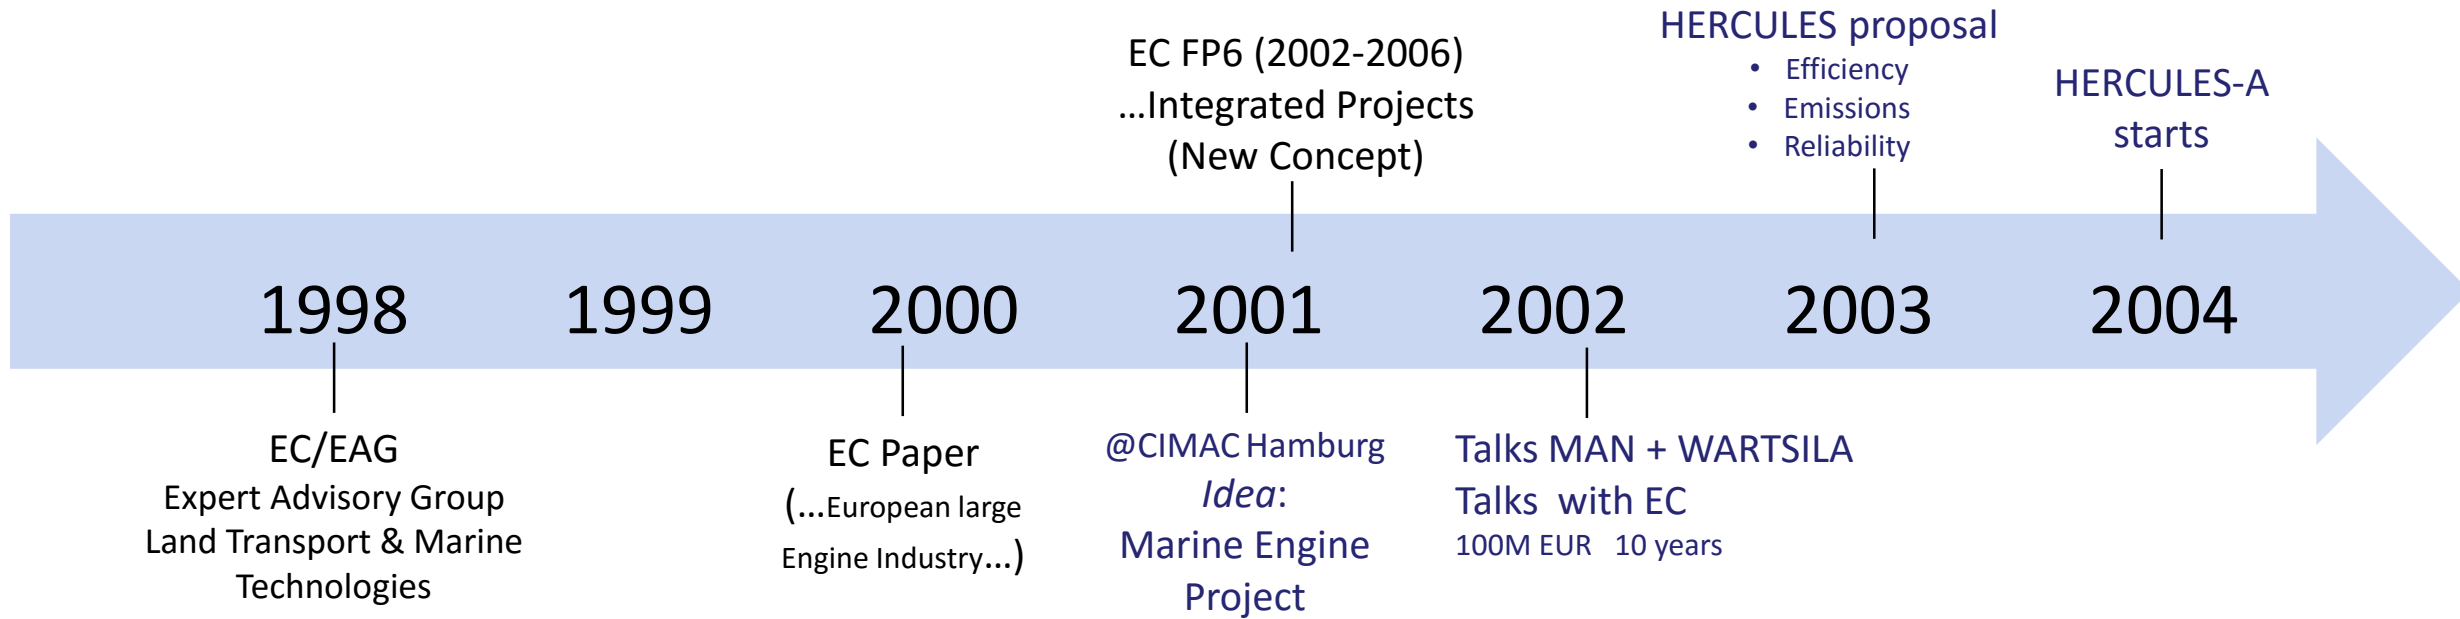 EC FP6 (2002-2006)
...Integrated Projects
(New Concept)
HERCULES proposal
• Efficiency
• Emissions
• Reliability
HERCULES-A
starts
1998 1999 2000 2001 2002 2003 2004
EC/EAG
Expert Advisory Group
Land Transport & Marine
Technologies
EC Paper
(...European large
Engine Industry...)
@CIMAC Hamburg
Idea:
Marine Engine
Project
Talks MAN + WARTSILA
Talks with EC
100M EUR 10 years